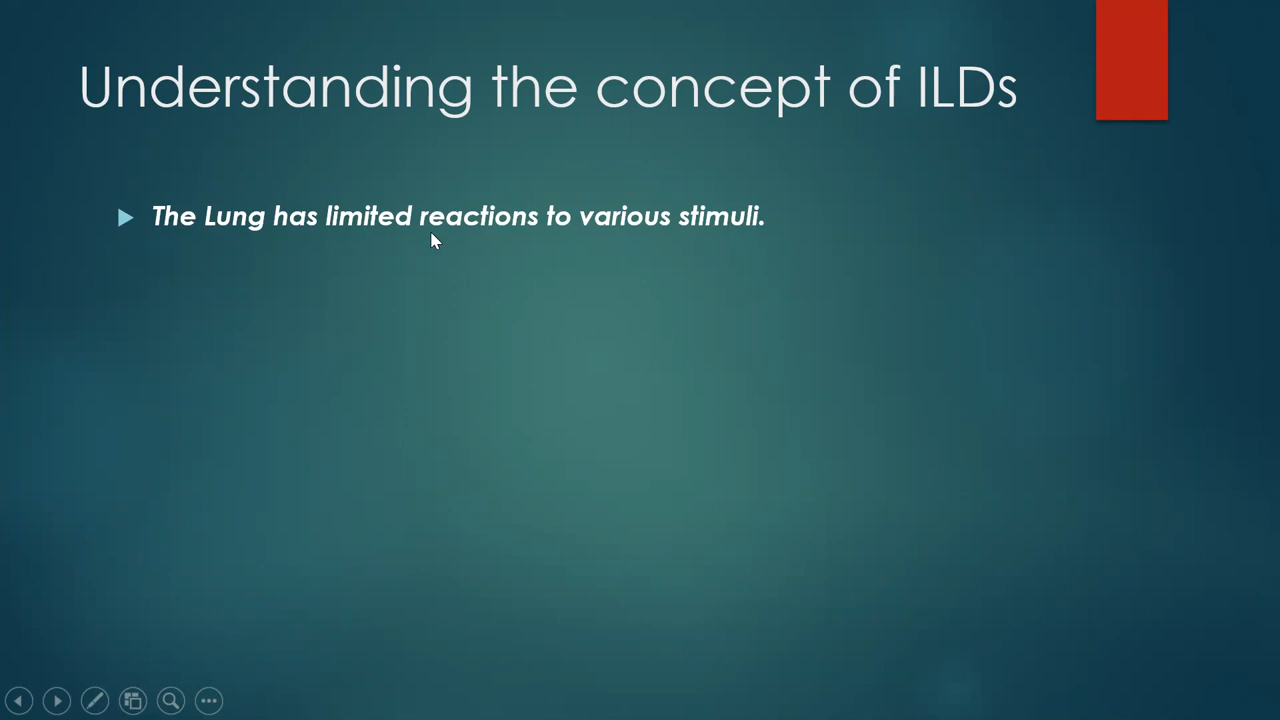 Understanding the concept of ILDs
The Lung has limited reactions to various stimuli.